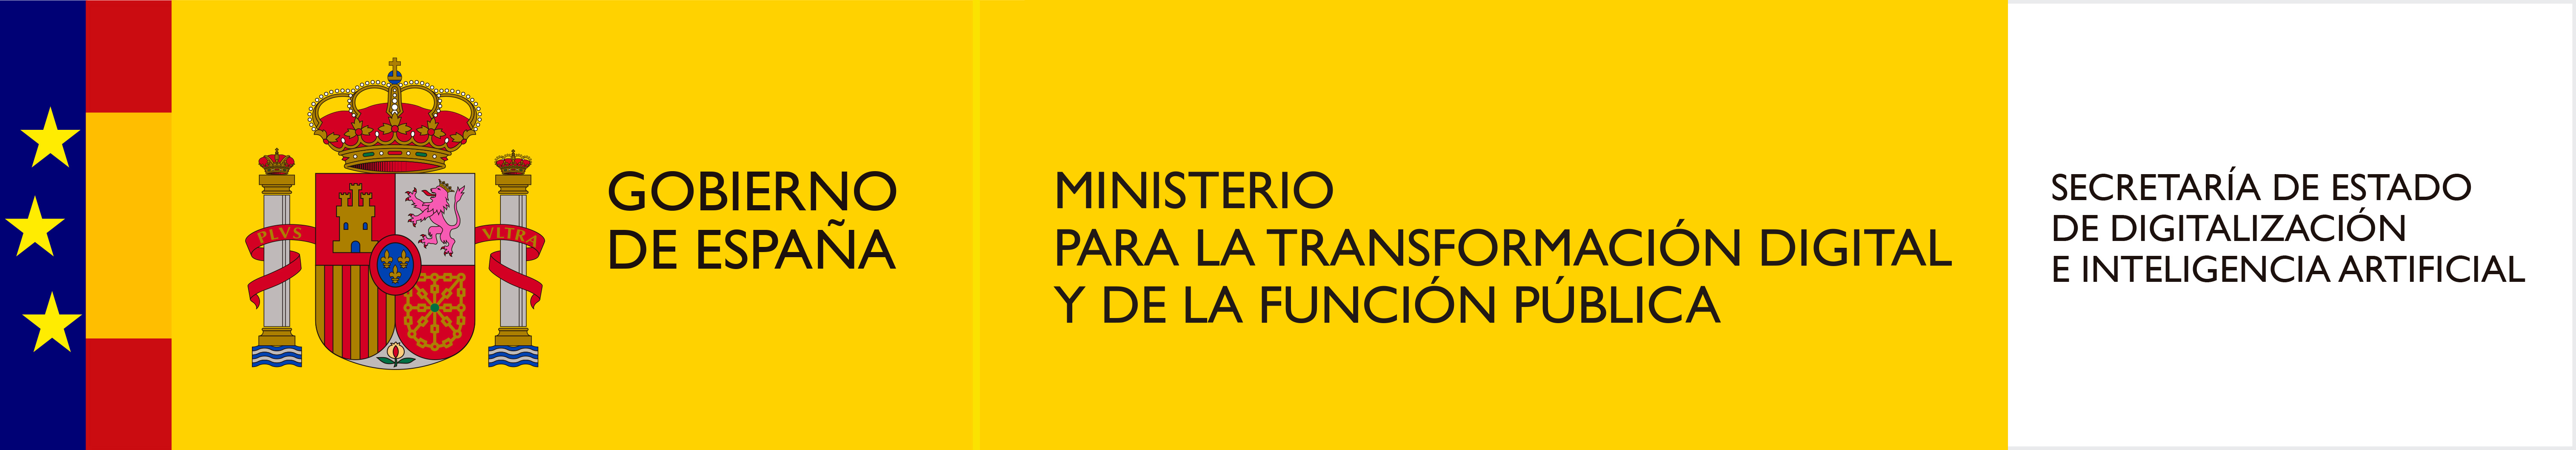 PLVS VLTRA
GOBIERNO
DE ESPAÑA
MINISTERIO
PARA LA TRANSFORMACIÓN DIGITAL
Y DE LA FUNCIÓN PÚBLICA
SECRETARÍA DE ESTADO
DE DIGITALIZACIÓN
E INTELIGENCIA ARTIFICIAL